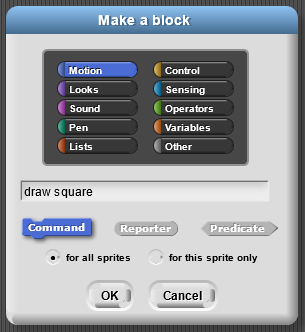 Make a block
Motion Control
Looks Sensing
Sound Operators
Pen Variables
Lists Other
draw square
Command Reporter Predicate
for all sprites for this sprite only
OK Cancel